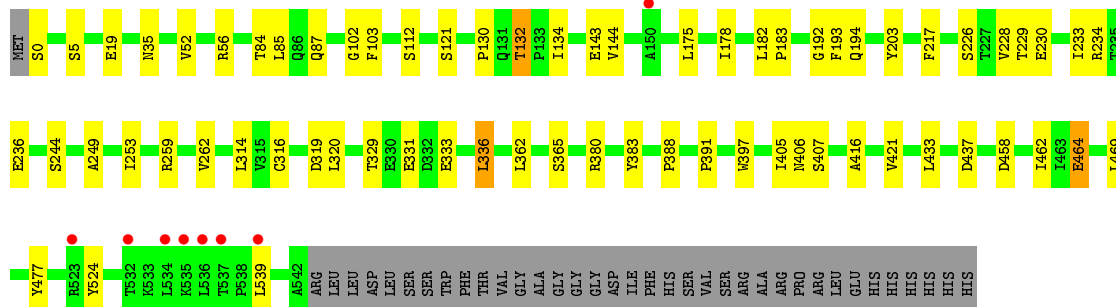 MET S0 S5 E19 N35 V52 R56 T84 L85 Q86 Q87 G102 F103 S112 S121 P130 Q131 T132 P133 I134 E143 V144 A150 L175 I178 L182 P183 G192 F193 Q194 Y203 F217 S226 T227 V228 T229 E230 I233 R234 T235
E236 S244 A249 I253 R259 V262 L314 V315 C316 D319 L320 T329 E330 E331 D332 E333 L336 L362 S365 R380 Y383 P388 P391 W397 I405 N406 S407 A416 V421 L433 D437 D458 I462 I463 E464 L469
Y477 R523 Y524 T532 K533 L534 K535 L536 T537 P538 L539 A542 ARG LEU LEU ASP LEU SER SER TRP PHE THR VAL GLY ALA GLY GLY GLY ASP ILE PHE HIS SER VAL SER ARG ALA ARG PRO ARG LEU GLU HIS HIS HIS HIS HIS HIS